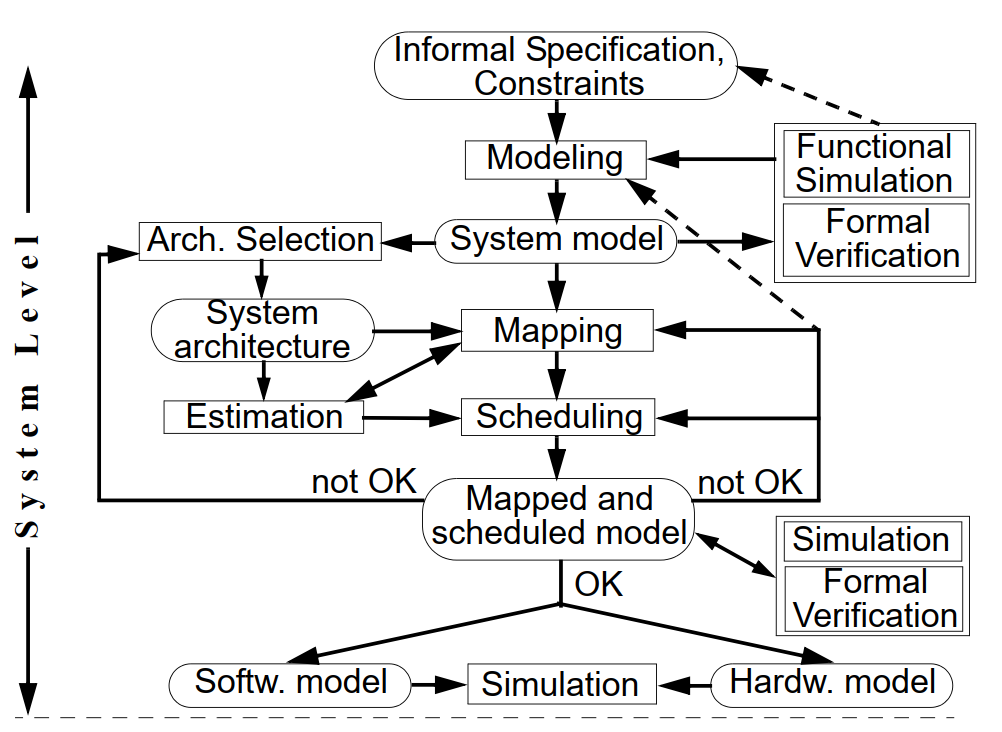 Informal Specification,
Constraints
Modeling
Functional
Simulation
Formal
Verification
Arch. Selection
System model
System
architecture
Mapping
Estimation
Scheduling
not OK
Mapped and
scheduled model
not OK
Simulation
Formal
Verification
OK
Softw. model
Simulation
Hardw. model
System Level